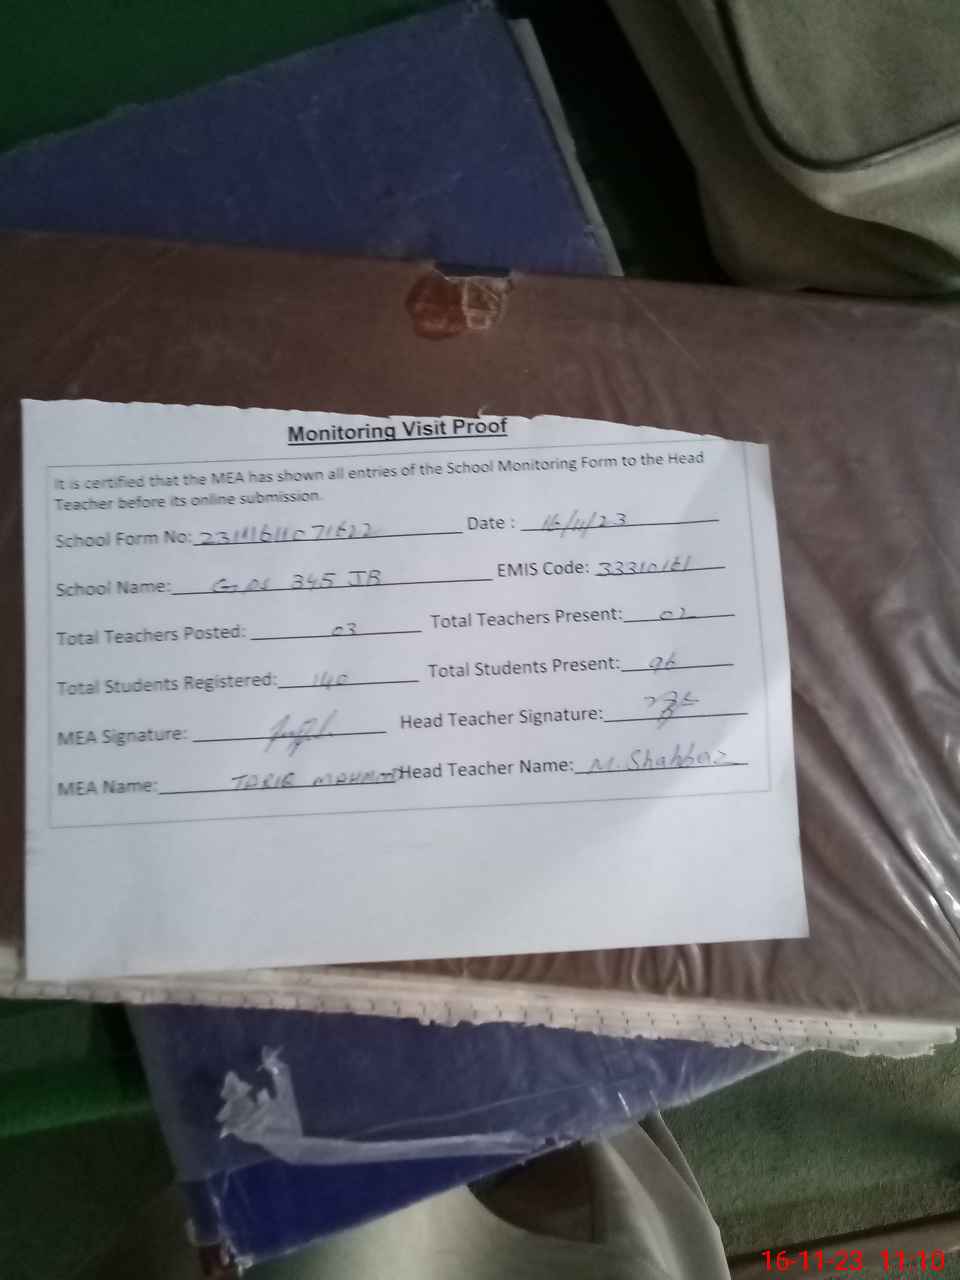 Monitoring Visit Proof
It is certified that the MEA has shown all entries of the School Monitoring Form to the Head
Teacher before its online submission.
School Form No: Date : 16/11/23
School Name: GPS 345 JB EMIS Code: 33310161
Total Teachers Posted: 03 Total Teachers Present: 02
Total Students Registered: 140 Total Students Present: 96
MEA Signature: Head Teacher Signature:
MEA Name: TARIQ MAHMOOD Head Teacher Name: M. Shahbaz
16-11-23 11:10